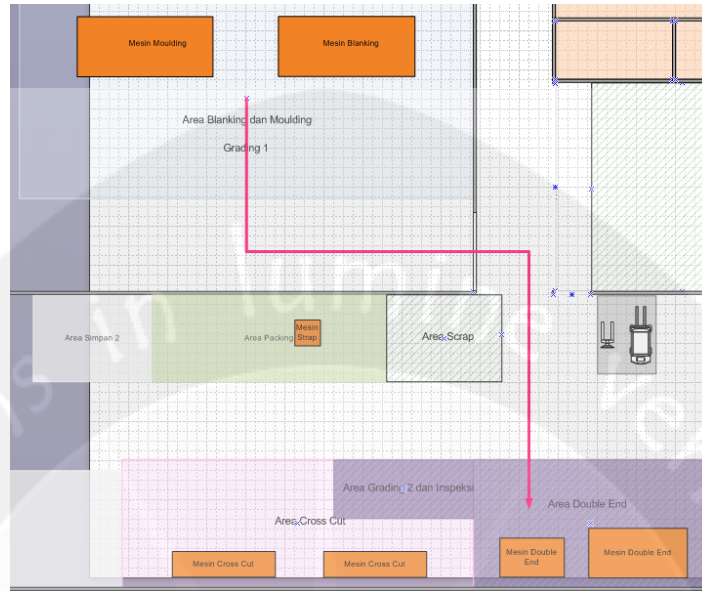 Mesin Moulding
Mesin Blanking
Area Blanking dan Moulding
Grading 1
Area Simpan 2
Area Packing
Mesin
Strap
Area Scrap
Area Grading 2 dan Inspeksi
Area Double End
Area Cross Cut
Mesin Cross Cut
Mesin Cross Cut
Mesin Double
End
Mesin Double End
in lumine